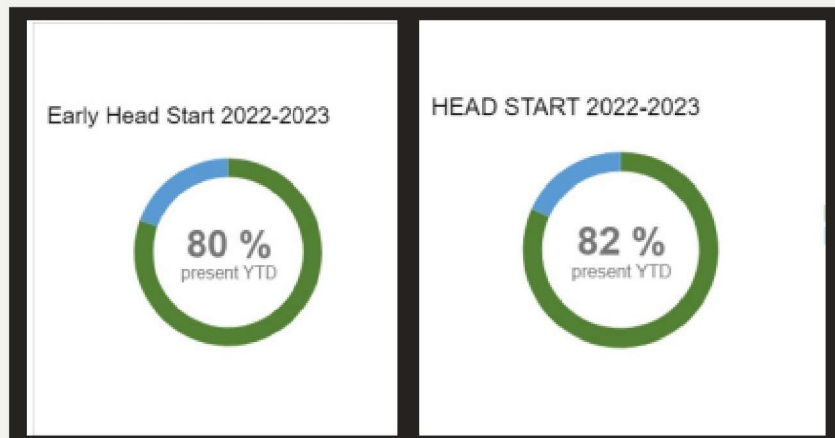 Early Head Start 2022-2023
80 %
present YTD
HEAD START 2022-2023
82 %
present YTD